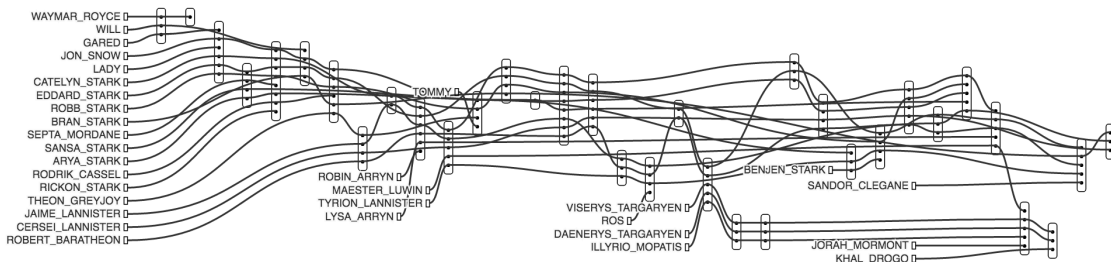 WAYMAR_ROYCE
WILL
GARED
JON_SNOW
LADY
CATELYN_STARK
EDDARD_STARK
ROBB_STARK
BRAN_STARK
SEPTA_MORDANE
SANSA_STARK
ARYA_STARK
RODRIK_CASSEL
RICKON_STARK
THEON_GREYJOY
JAIME_LANNISTER
CERSEI_LANNISTER
ROBERT_BARATHEON
TOMMY
ROBIN_ARRYN
MAESTER_LUWIN
TYRION_LANNISTER
LYSA_ARRYN
VISERYS_TARGARYEN
ROS
DAENERYS_TARGARYEN
ILLYRIO_MOPATIS
BENJEN_STARK
SANDOR_CLEGANE
JORAH_MORMONT
KHAL_DROGO